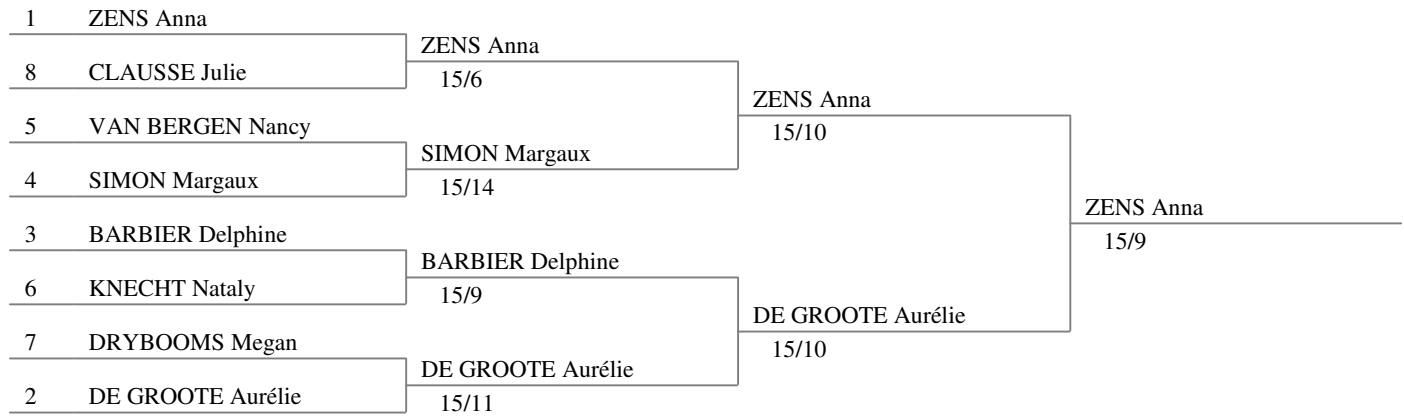 1 ZENS Anna
ZENS Anna
8 CLAUSSE Julie
15/6
ZENS Anna
5 VAN BERGEN Nancy
15/10
SIMON Margaux
4 SIMON Margaux
15/14
ZENS Anna
3 BARBIER Delphine
15/9
BARBIER Delphine
6 KNECHT Nataly
15/9
DE GROOTE Aurélie
7 DRYBOOMS Megan
15/10
DE GROOTE Aurélie
2 DE GROOTE Aurélie
15/11